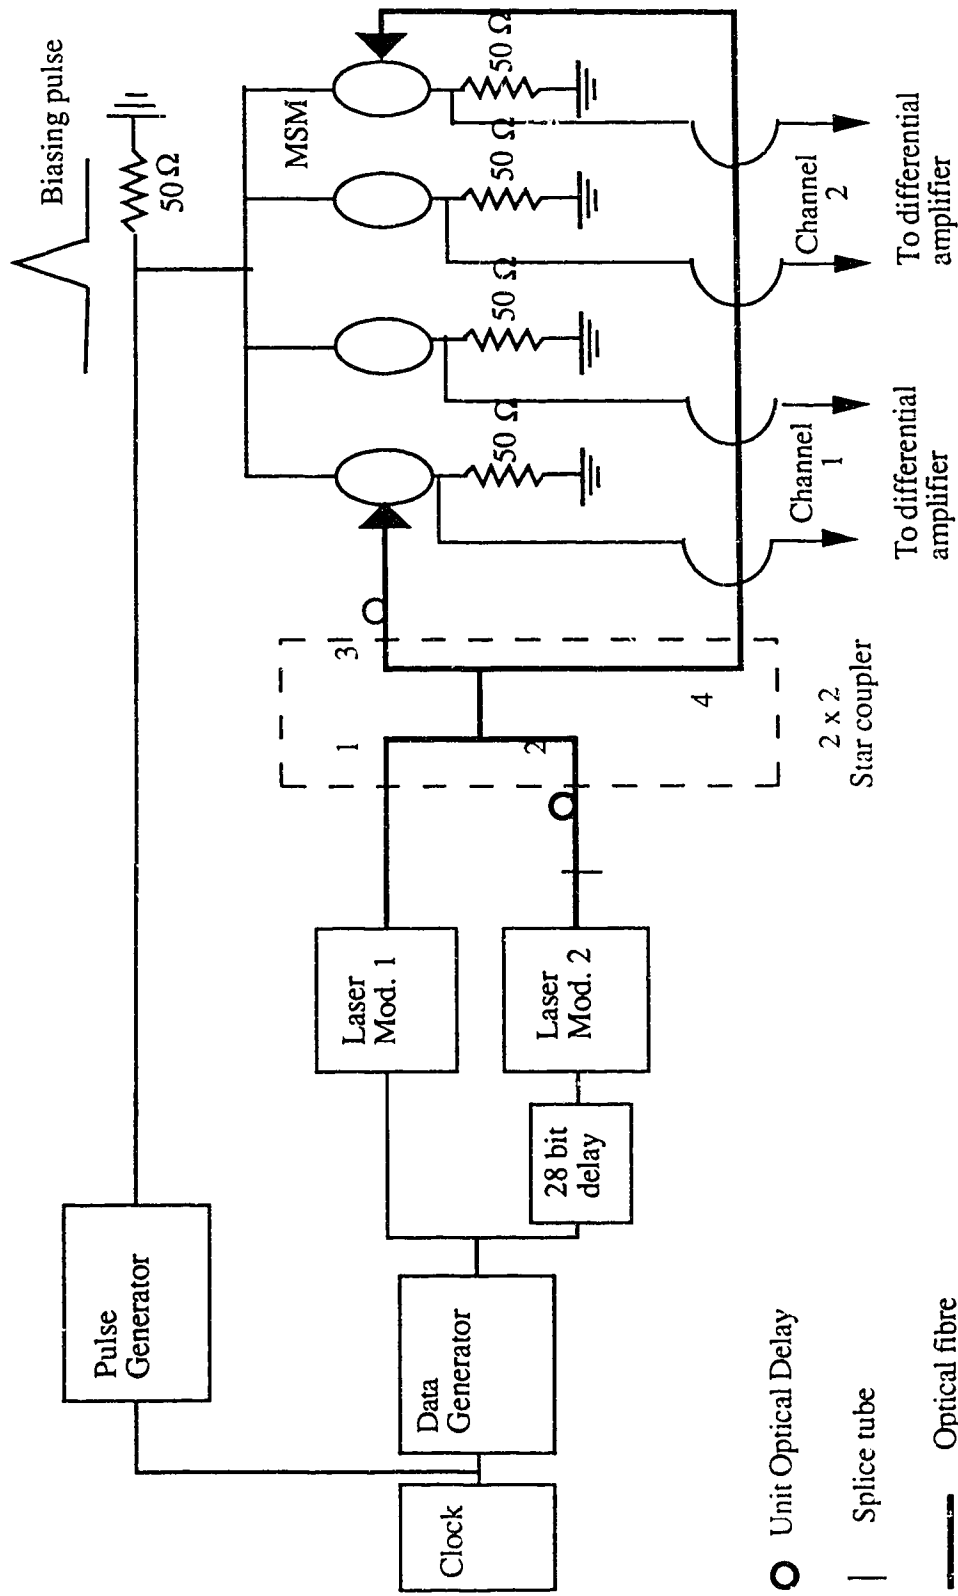 Biasing pulse
50 Ω
MSM
50 Ω
50 Ω
50 Ω
50 Ω
Pulse
Generator
Clock
Data
Generator
28 bit
delay
Laser
Mod. 1
Laser
Mod. 2
1
2
3
4
2 x 2
Star coupler
Channel
1
Channel
2
To differential
amplifier
To differential
amplifier
Unit Optical Delay
Splice tube
Optical fibre